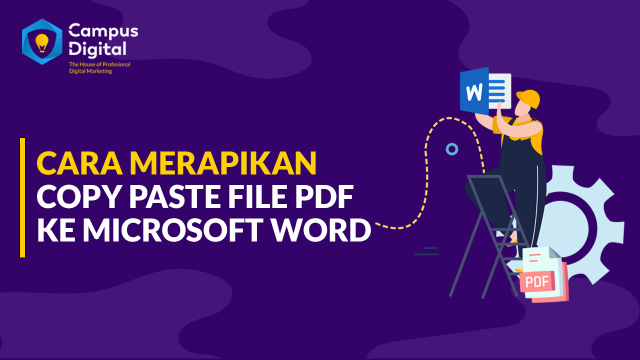 Campus
Digital
The House of Profesional
Digital Marketing
CARA MERAPIKAN
COPY PASTE FILE PDF
KE MICROSOFT WORD
W
PDF